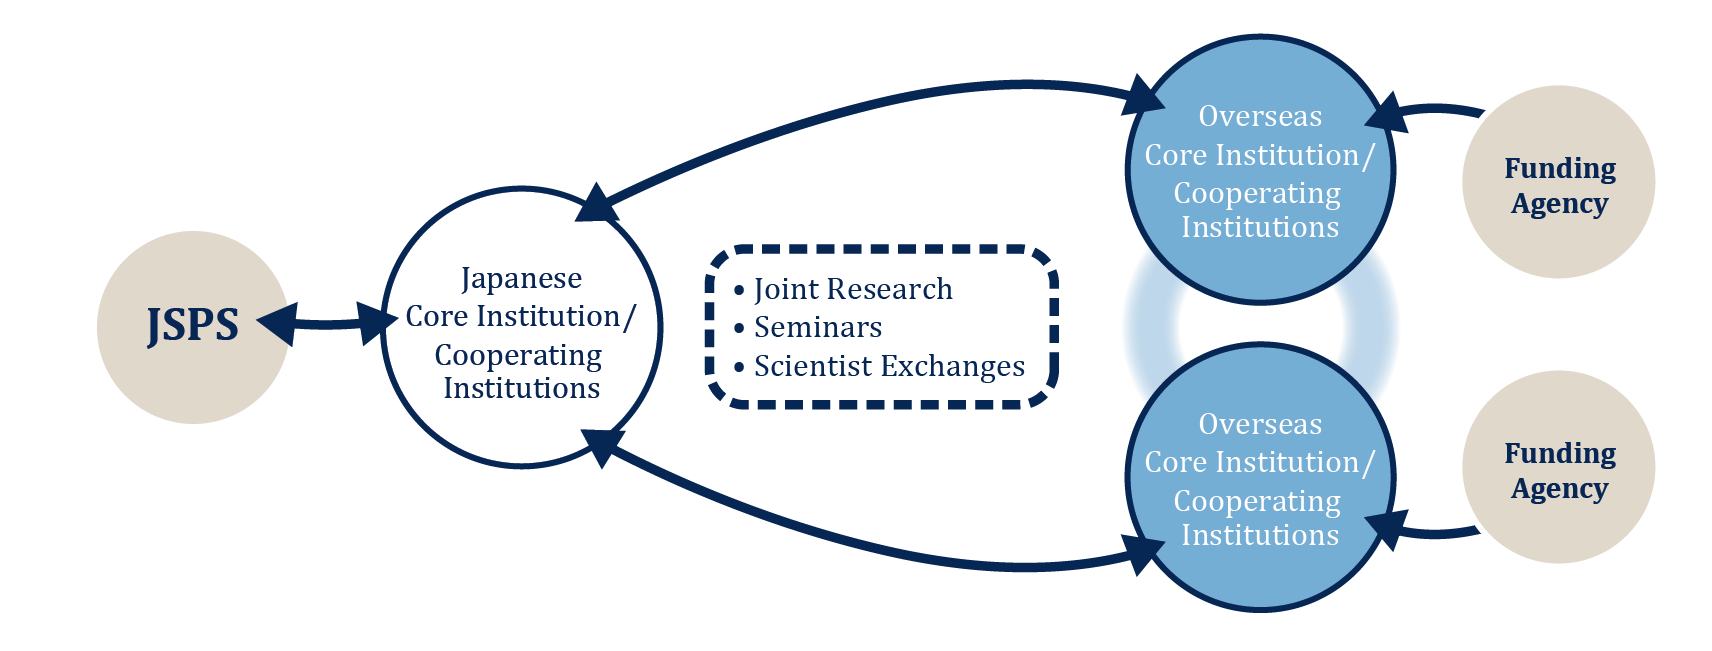 JSPS
Japanese
Core Institution/
Cooperating
Institutions
• Joint Research
• Seminars
• Scientist Exchanges
Overseas
Core Institution/
Cooperating
Institutions
Funding
Agency
Overseas
Core Institution/
Cooperating
Institutions
Funding
Agency